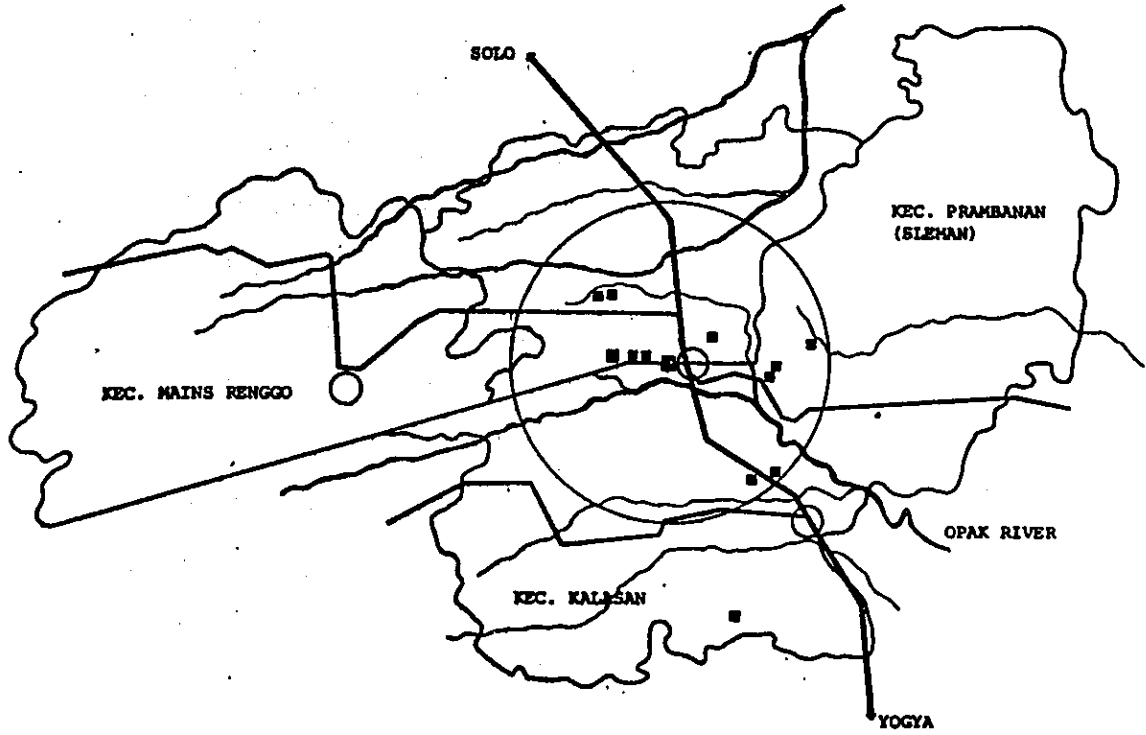 SOLO
KEC. PRAMBANAN
(SLEMAN)
KEC. MAINS RENGGO
OPAK RIVER
KEC. KALASAN
YOGYA